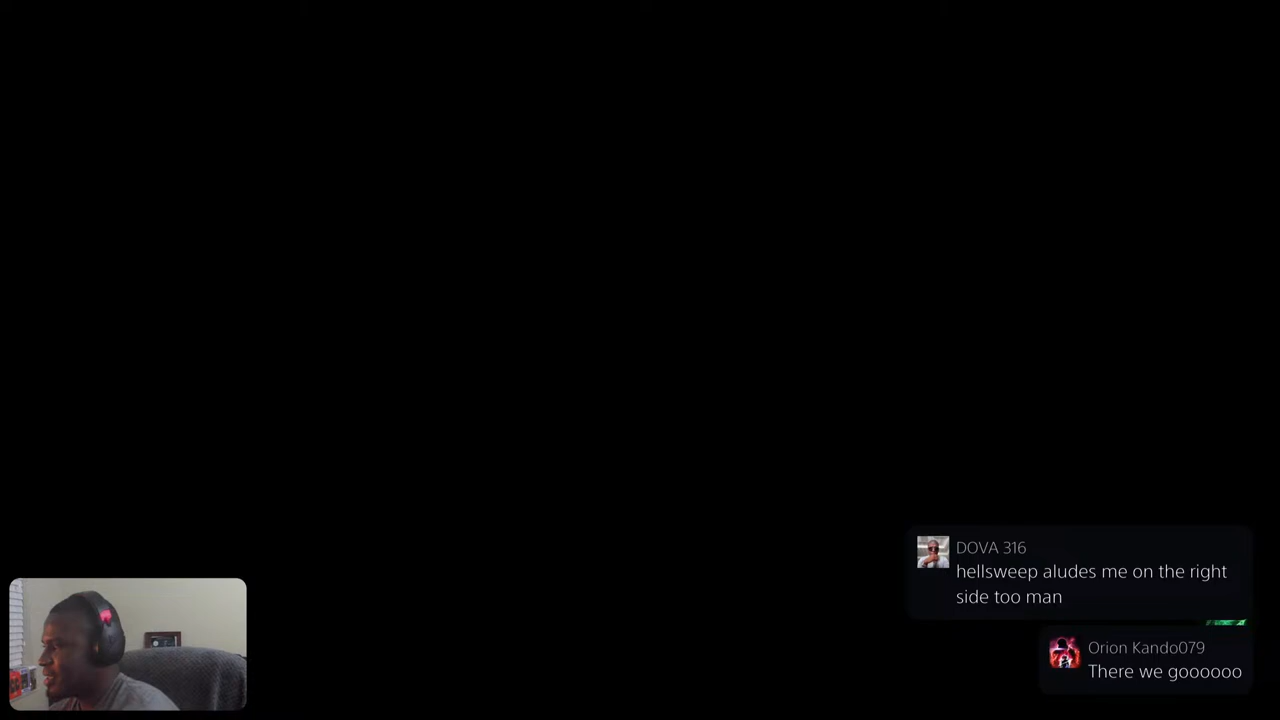 DOVA 316
hellsweep aludes me on the right
side too man
Orion Kando079
There we goooooo